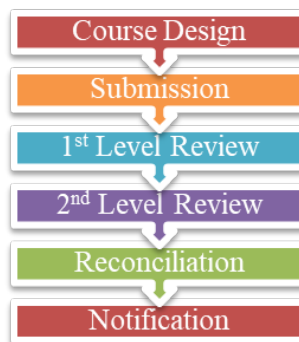 Course Design
Submission
1st Level Review
2nd Level Review
Reconciliation
Notification